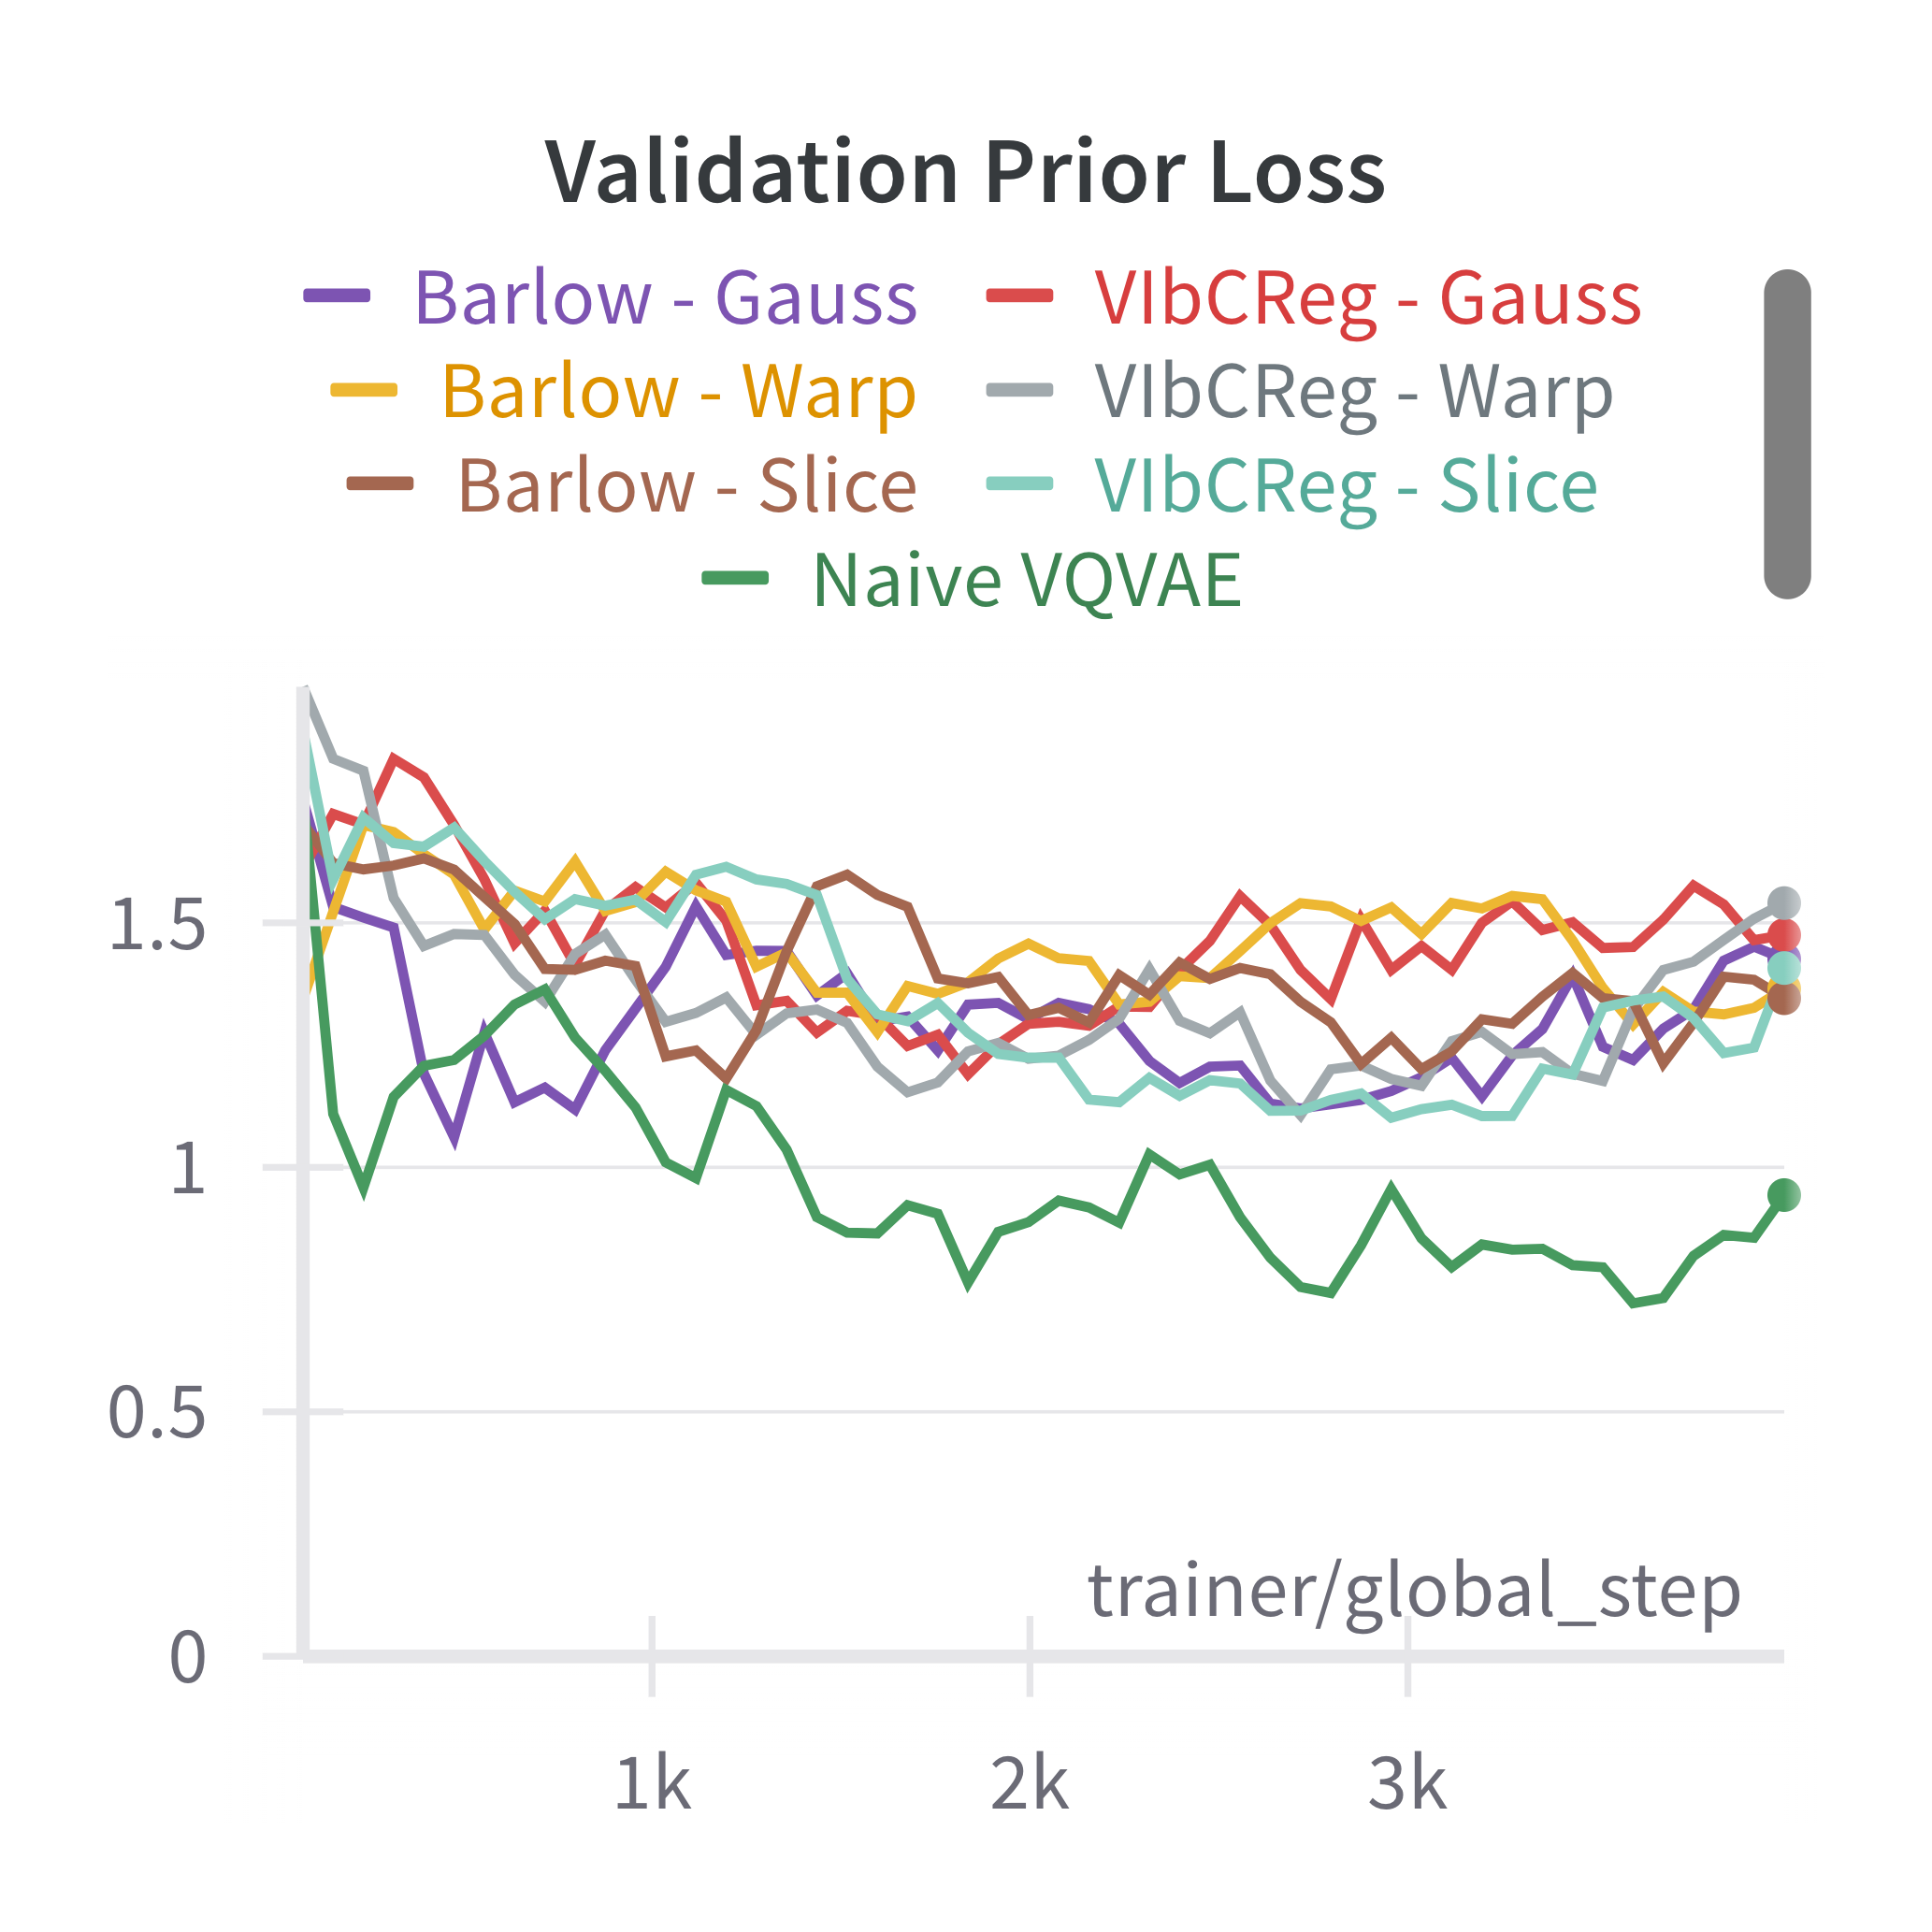 Validation Prior Loss
Barlow - Gauss VIbCReg - Gauss
Barlow - Warp VIbCReg - Warp
Barlow - Slice VIbCReg - Slice
Naive VQVAE
1.5
1
0.5
0
trainer/global_step
1k 2k 3k